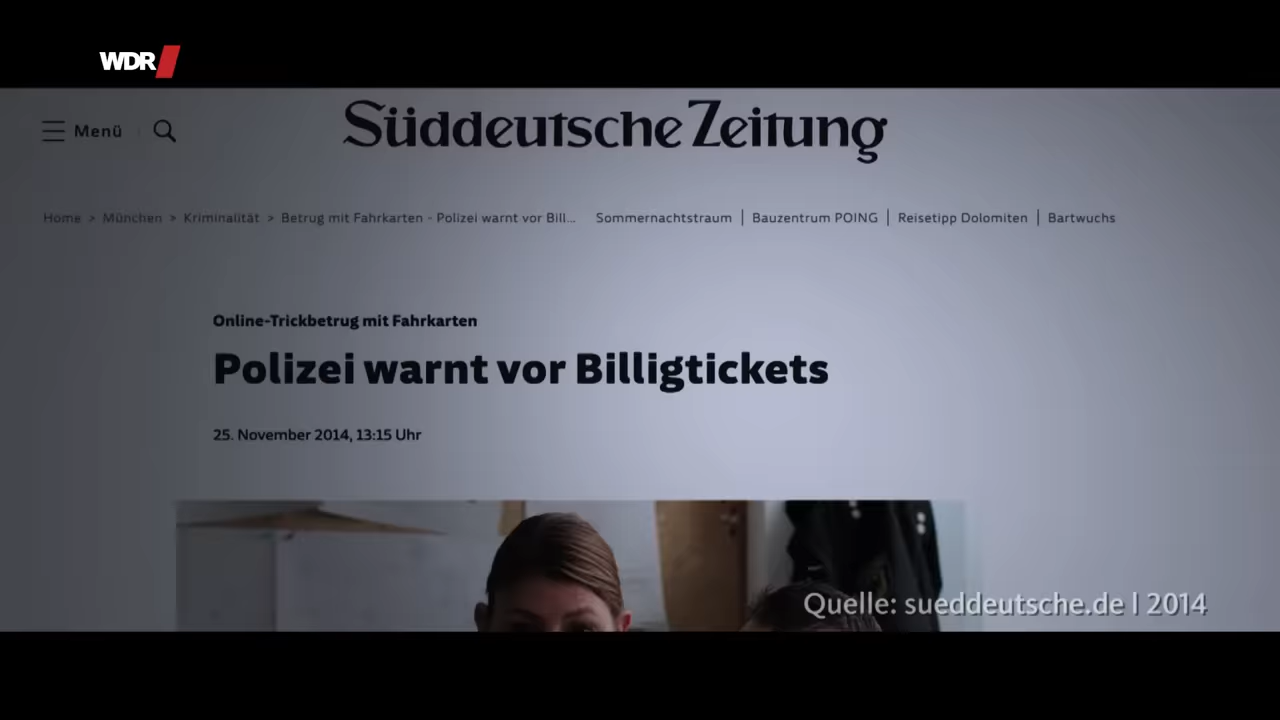 WDR
Menü
Süddeutsche Zeitung
Home > München > Kriminalität > Betrug mit Fahrkarten - Polizei warnt vor Bill... Sommernachtstraum | Bauzentrum POING | Reisetipp Dolomiten | Bartwuchs
Online-Trickbetrug mit Fahrkarten
Polizei warnt vor Billigtickets
25. November 2014, 13:15 Uhr
Quelle: sueddeutsche.de | 2014